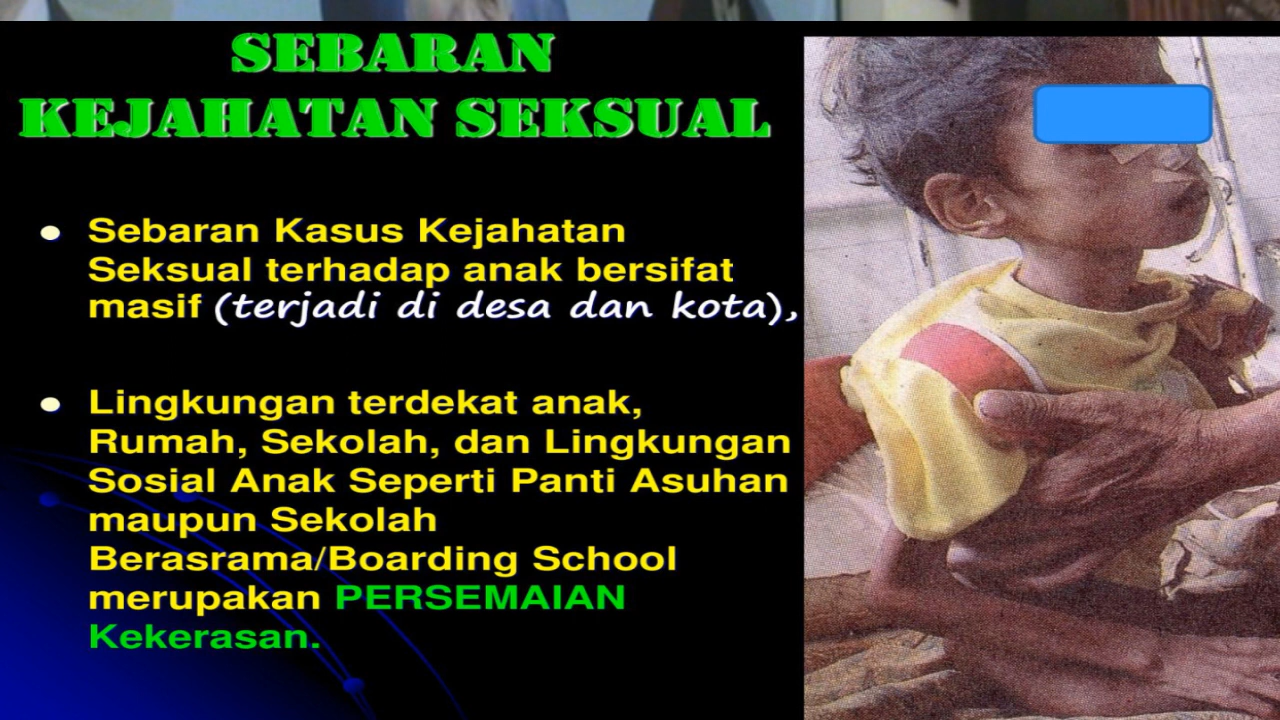 SEBARAN
KEJAHATAN SEKSUAL
Sebaran Kasus Kejahatan
Seksual terhadap anak bersifat
masif (terjadi di desa dan kota),
Lingkungan terdekat anak,
Rumah, Sekolah, dan Lingkungan
Sosial Anak Seperti Panti Asuhan
maupun Sekolah
Berasrama/Boarding School
merupakan PERSEMAIAN
Kekerasan.